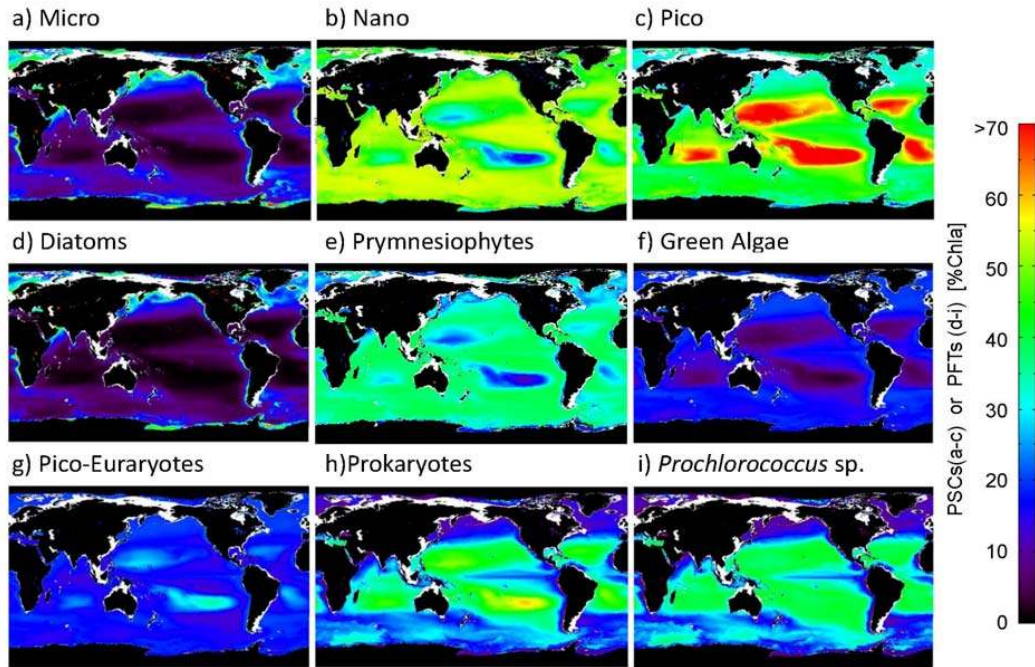 a) Micro
b) Nano
c) Pico
d) Diatoms
e) Prymnesiophytes
f) Green Algae
g) Pico-Euraryotes
h)Prokaryotes
i) Prochlorococcus sp.
>70
60
50
40
30
20
10
0
PSCs(a-c) or PFTs (d-i) [%Chla]